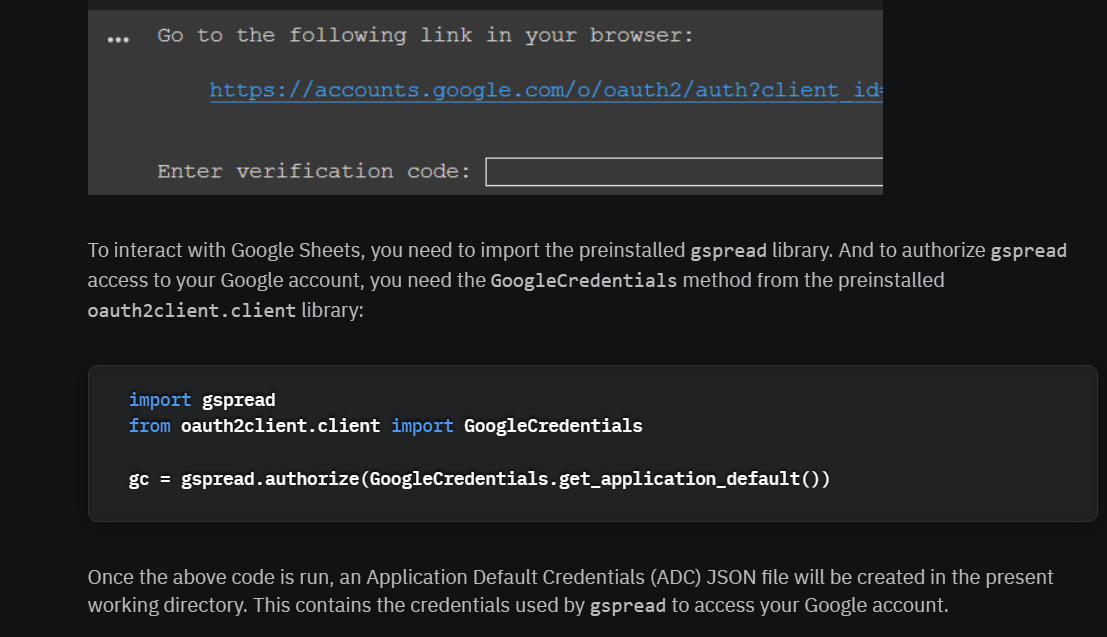 ... Go to the following link in your browser:
https://accounts.google.com/o/oauth2/auth?client_id=
Enter verification code:
To interact with Google Sheets, you need to import the preinstalled gspread library. And to authorize gspread
access to your Google account, you need the GoogleCredentials method from the preinstalled
oauth2client.client library:
import gspread
from oauth2client.client import GoogleCredentials
gc = gspread.authorize(GoogleCredentials.get_application_default())
Once the above code is run, an Application Default Credentials (ADC) JSON file will be created in the present
working directory. This contains the credentials used by gspread to access your Google account.